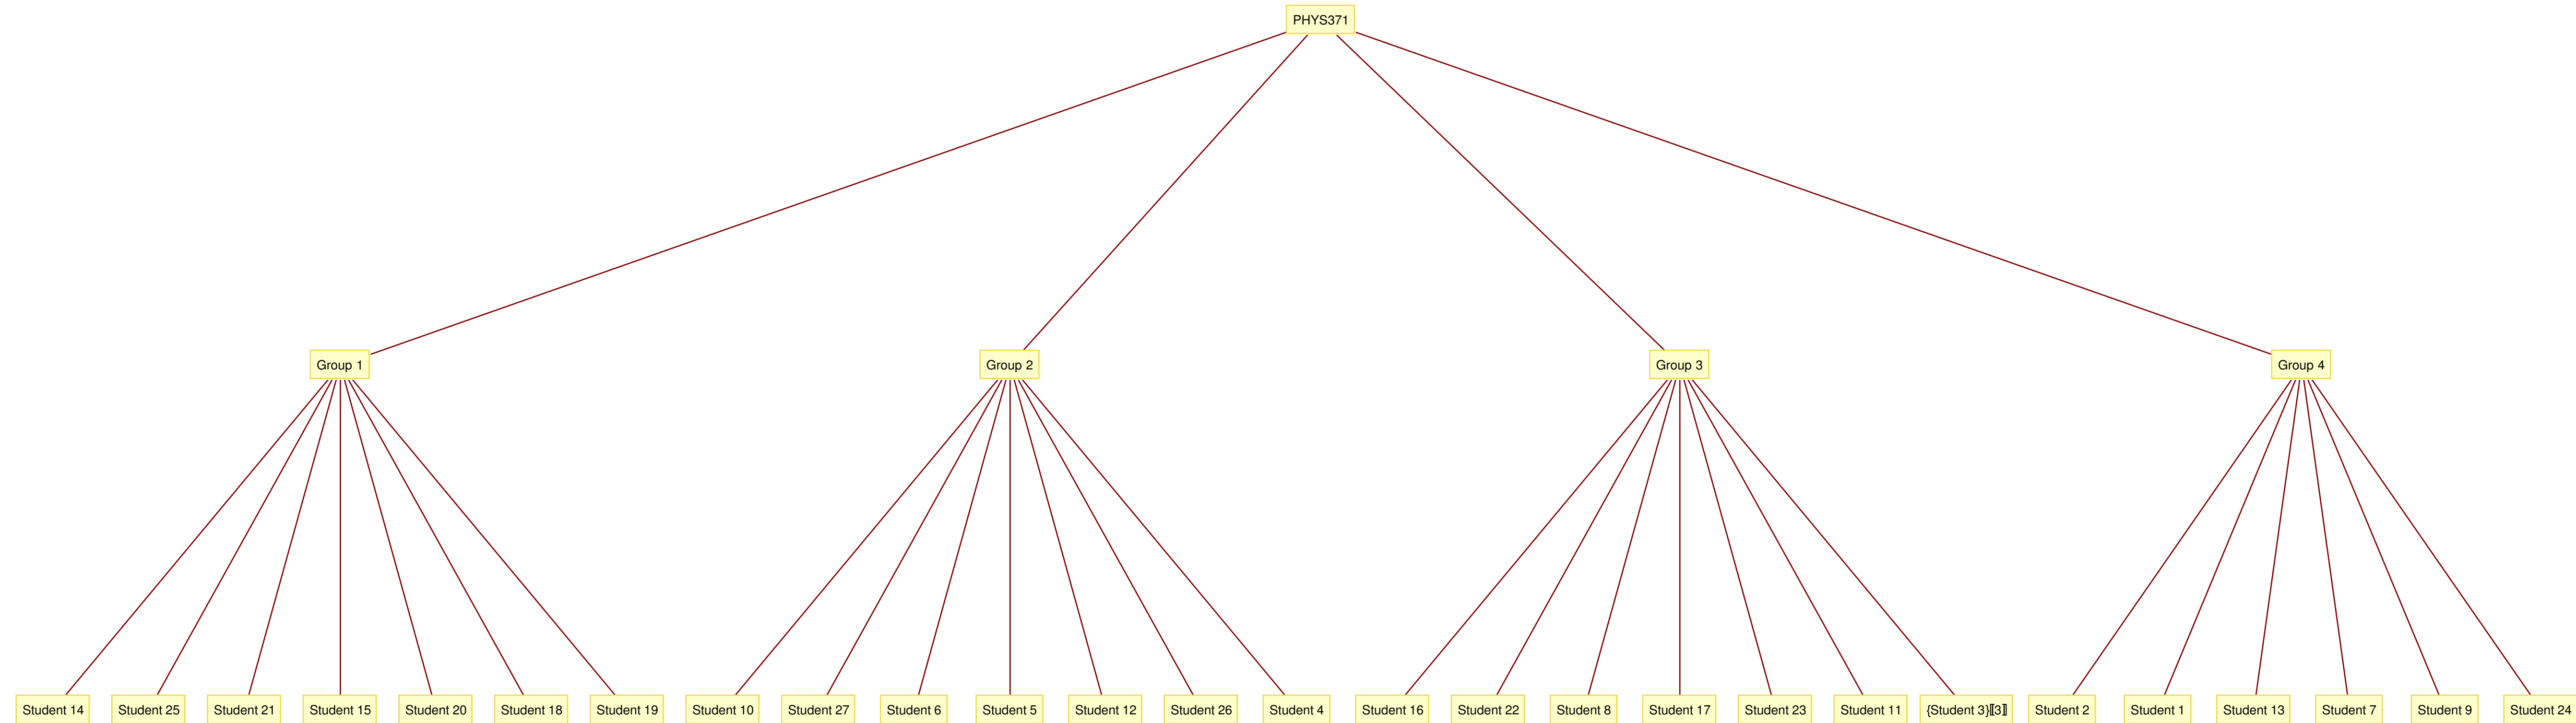 PHYS371
Group 1
Group 2
Group 3
Group 4
Student 14
Student 25
Student 21
Student 15
Student 20
Student 18
Student 19
Student 10
Student 27
Student 6
Student 5
Student 12
Student 26
Student 4
Student 16
Student 22
Student 8
Student 17
Student 23
Student 11
{Student 3}⟦3⟧
Student 2
Student 1
Student 13
Student 7
Student 9
Student 24